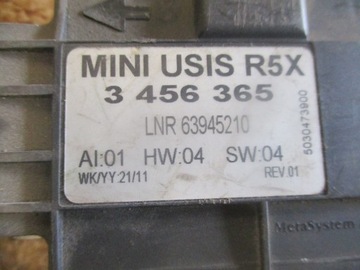 MINI USIS R5X
3 456 365
LNR 63945210
AI:01 HW:04 SW:04
WK/YY:21/11 REV.01
5030473900
MetaSystem